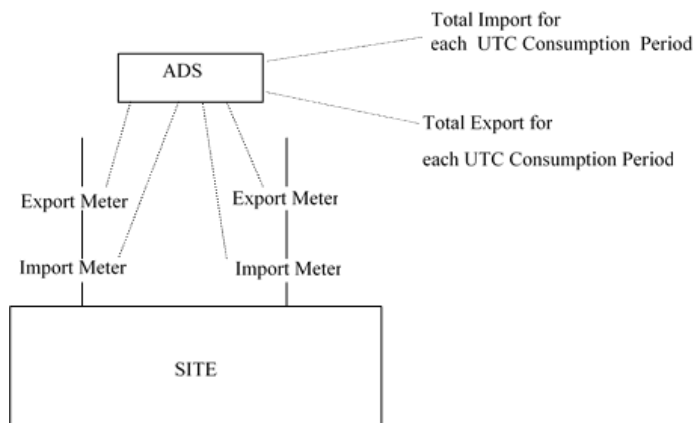 Total Import for
each UTC Consumption Period
ADS
Total Export for
each UTC Consumption Period
Export Meter
Export Meter
Import Meter
Import Meter
SITE